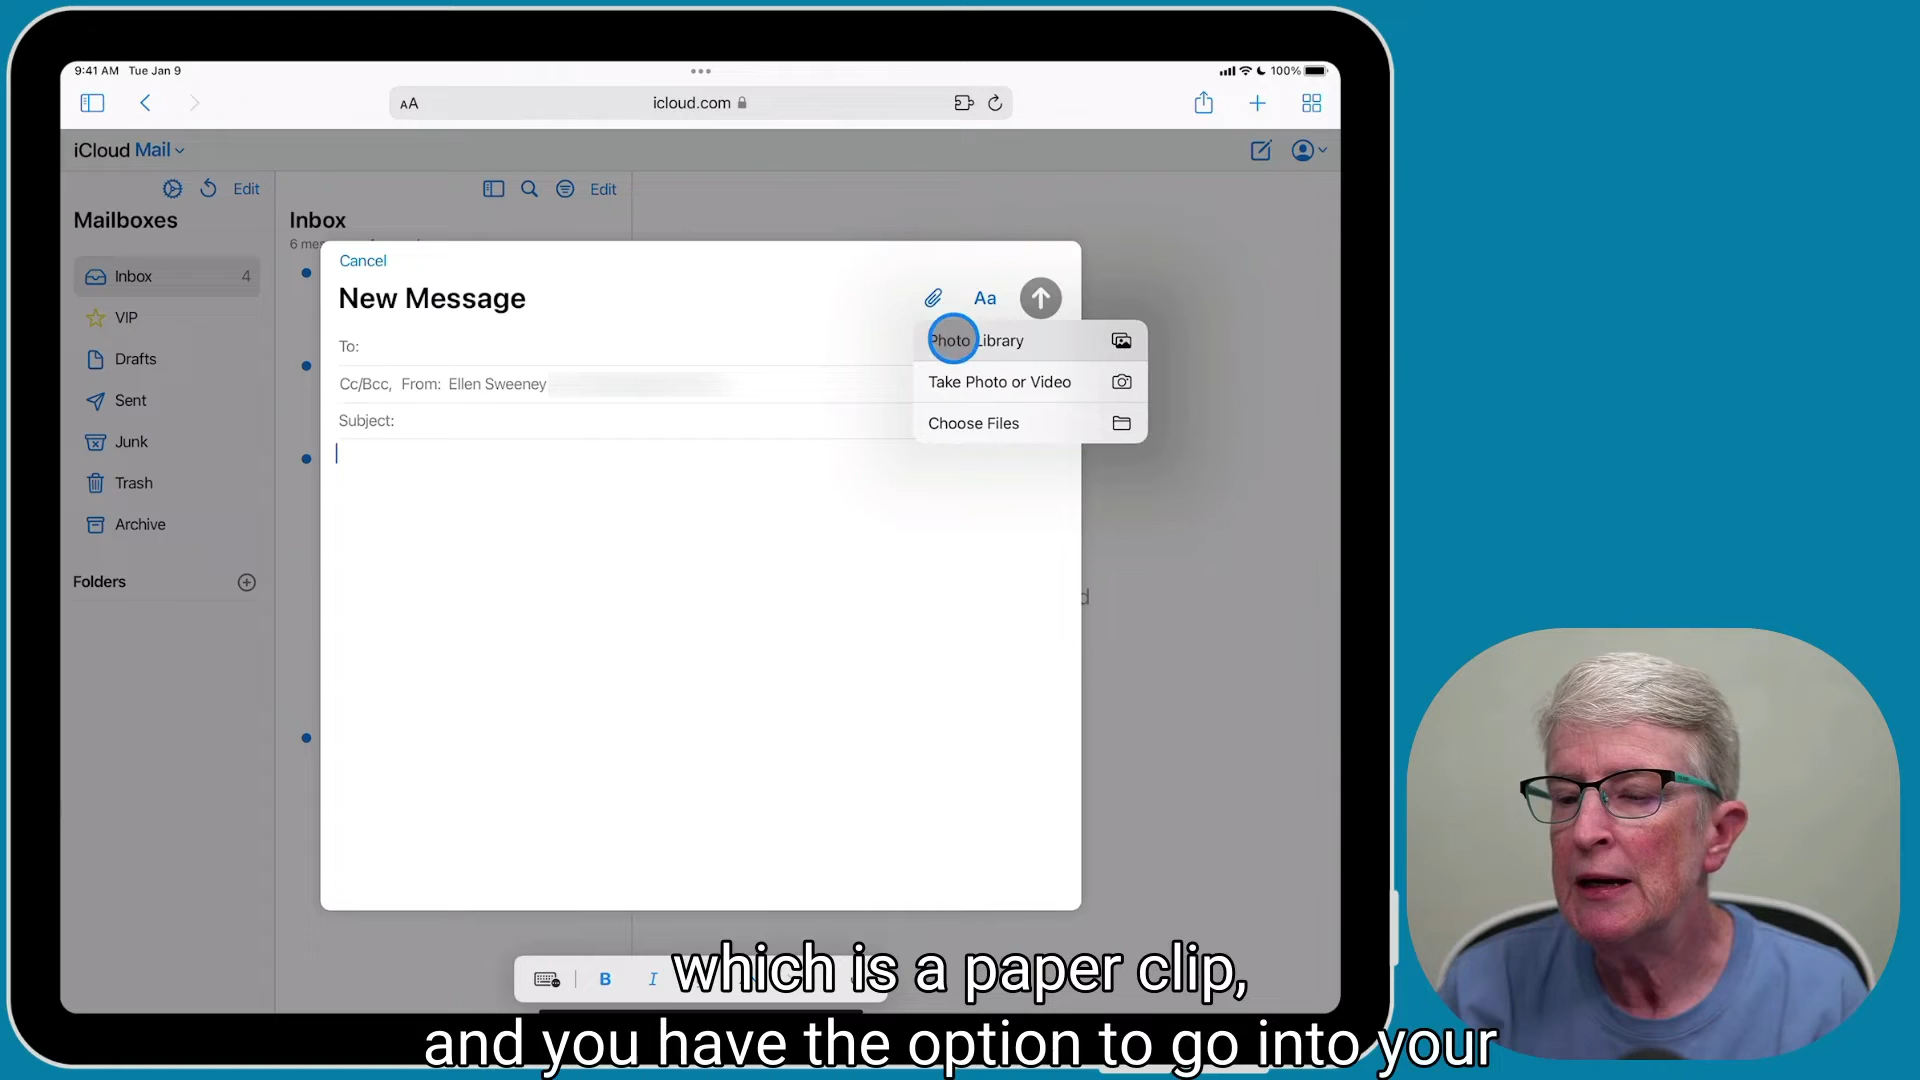 9:41 AM Tue Jan 9
100%
AA
icloud.com
iCloud Mail
Edit
Edit
Mailboxes
Inbox
6
Inbox 4
VIP
Drafts
Sent
Junk
Trash
Archive
Folders
Cancel
New Message
Aa
To:
Cc/Bcc, From: Ellen Sweeney
Subject:
Photo Library
Take Photo or Video
Choose Files
d
B I
which is a paper clip,
and you have the option to go into your